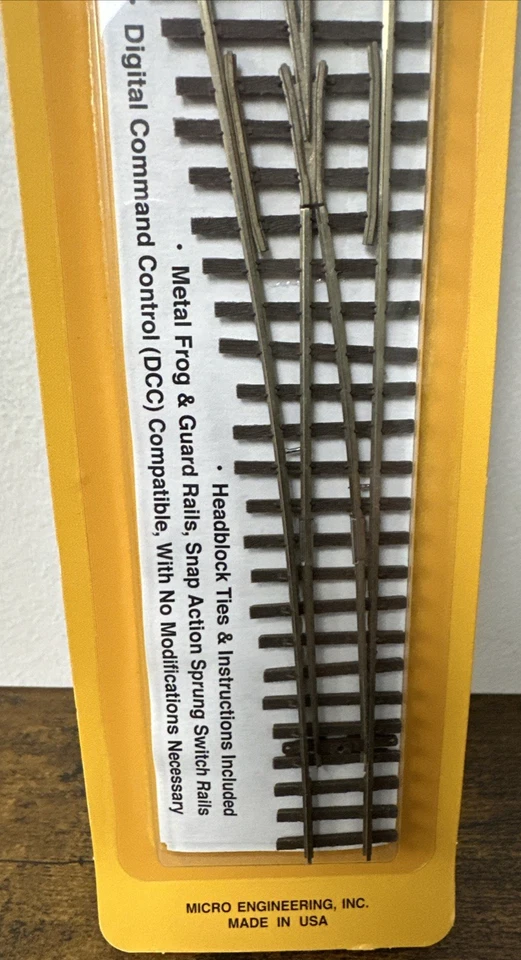 • Digital Command Control (DCC) Compatible, With No Modifications Necessary
• Metal Frog & Guard Rails, Snap Action Sprung Switch Rails
• Headblock Ties & Instructions Included
MICRO ENGINEERING, INC.
MADE IN USA